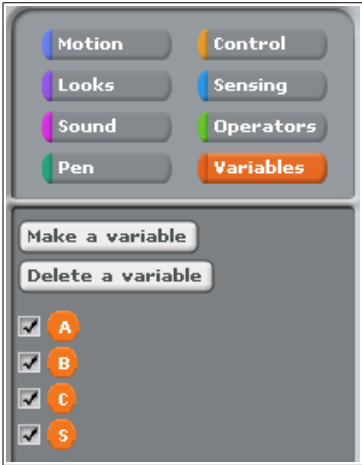 Motion Control
Looks Sensing
Sound Operators
Pen Variables
Make a variable
Delete a variable
A
B
C
S